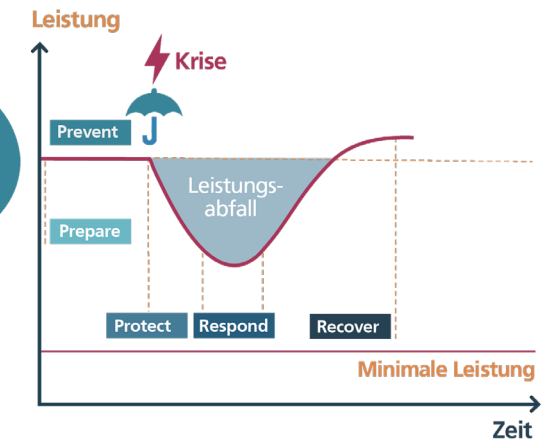 Leistung
Krise
Prevent
Leistungs-
abfall
Prepare
Protect
Respond
Recover
Minimale Leistung
Zeit